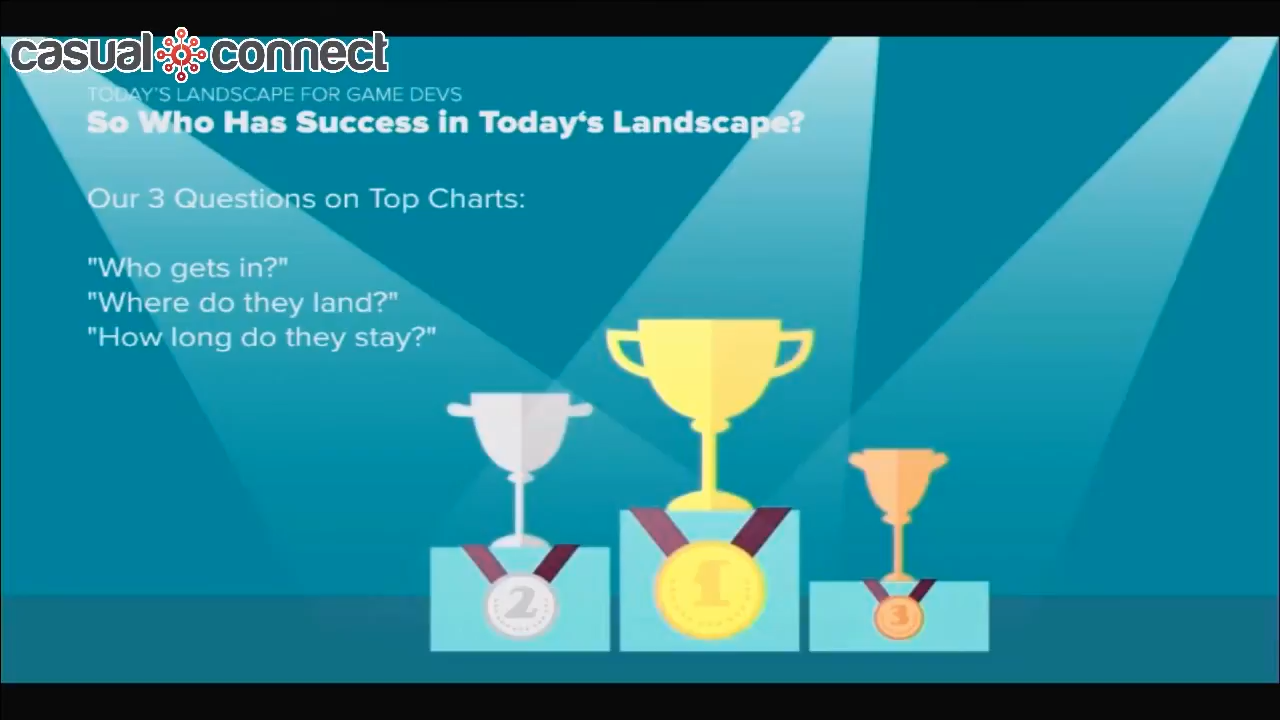 casual connect
TODAY'S LANDSCAPE FOR GAME DEVS
So Who Has Success in Today‘s Landscape?
Our 3 Questions on Top Charts:
"Who gets in?"
"Where do they land?"
"How long do they stay?"
1
2
3